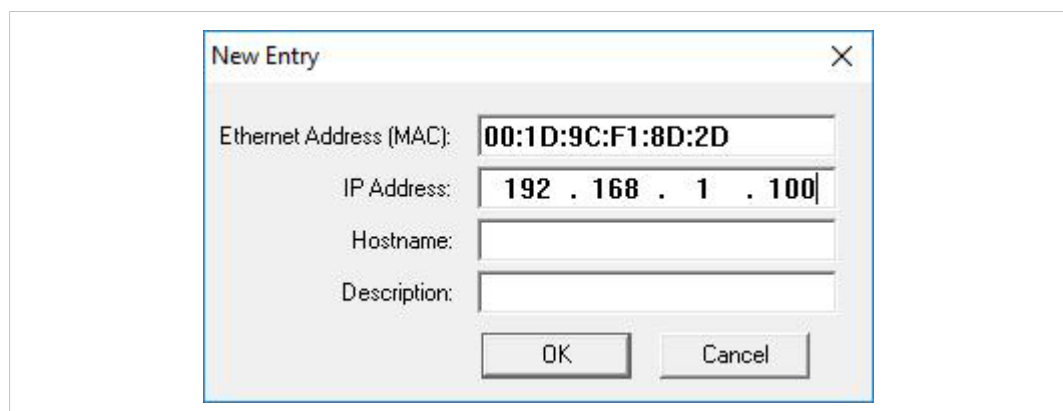 New Entry
Ethernet Address (MAC): 00:1D:9C:F1:8D:2D
IP Address: 192 . 168 . 1 . 100
Hostname:
Description:
OK Cancel